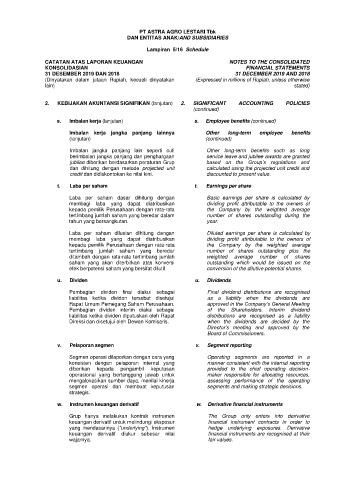 PT ASTRA AGRO LESTARI Tbk
DAN ENTITAS ANAK/AND SUBSIDIARIES
Lampiran 5/16 Schedule
CATATAN ATAS LAPORAN KEUANGAN
KONSOLIDASIAN
31 DESEMBER 2019 DAN 2018
(Dinyatakan dalam jutaan Rupiah, kecuali dinyatakan
lain)
NOTES TO THE CONSOLIDATED
FINANCIAL STATEMENTS
31 DECEMBER 2019 AND 2018
(Expressed in millions of Rupiah, unless otherwise
stated)
2. KEBIJAKAN AKUNTANSI SIGNIFIKAN (lanjutan)
2. SIGNIFICANT ACCOUNTING POLICIES
(continued)
s. Imbalan kerja (lanjutan)
Imbalan kerja jangka panjang lainnya
(lanjutan)
Imbalan jangka panjang lain seperti cuti
berimbalan jangka panjang dan penghargaan
jubilee diberikan berdasarkan peraturan Grup
dan dihitung dengan metode projected unit
credit dan didiskontokan ke nilai kini.
s. Employee benefits (continued)
Other long-term employee benefits
(continued)
Other long-term benefits such as long
service leave and jubilee awards are granted
based on the Group's regulations and
calculated using the projected unit credit and
discounted to present value.
t. Laba per saham
Laba per saham dasar dihitung dengan
membagi laba yang dapat diatribusikan
kepada pemilik Perusahaan dengan rata-rata
tertimbang jumlah saham yang beredar dalam
tahun yang bersangkutan.
Laba per saham dilusian dihitung dengan
membagi laba yang dapat diatribusikan
kepada pemilik Perusahaan dengan rata-rata
tertimbang jumlah saham yang beredar
ditambah dengan rata-rata tertimbang jumlah
saham yang akan diterbitkan atas konversi
efek berpotensi saham yang bersifat dilutif.
t. Earnings per share
Basic earnings per share is calculated by
dividing profit attributable to the owners of
the Company by the weighted average
number of shares outstanding during the
year.
Diluted earnings per share is calculated by
dividing profit attributable to the owners of
the Company by the weighted average
number of shares outstanding plus the
weighted average number of shares
outstanding which would be issued on the
conversion of the dilutive potential shares.
u. Dividen
Pembagian dividen final diakui sebagai
liabilitas ketika dividen tersebut disetujui
Rapat Umum Pemegang Saham Perusahaan.
Pembagian dividen interim diakui sebagai
liabilitas ketika dividen diputuskan oleh Rapat
Direksi dan disetujui oleh Dewan Komisaris.
u. Dividends
Final dividend distributions are recognised
as a liability when the dividends are
approved in the Company's General Meeting
of the Shareholders. Interim dividend
distributions are recognised as a liability
when the dividends are decided by the
Director's meeting and approved by the
Board of Commissioners.
v. Pelaporan segmen
Segmen operasi dilaporkan dengan cara yang
konsisten dengan pelaporan internal yang
diberikan kepada pengambil keputusan
operasional yang bertanggung jawab untuk
mengalokasikan sumber daya, menilai kinerja
segmen operasi dan membuat keputusan
strategis.
v. Segment reporting
Operating segments are reported in a
manner consistent with the internal reporting
provided to the chief operating decision-
maker responsible for allocating resources,
assessing performance of the operating
segments and making strategic decisions.
w. Instrumen keuangan derivatif
Grup hanya melakukan kontrak instrumen
keuangan derivatif untuk melindungi eksposur
yang mendasarinya ("underlying"). Instrumen
keuangan derivatif diakui sebesar nilai
wajarnya.
w. Derivative financial instruments
The Group only enters into derivative
financial instrument contracts in order to
hedge underlying exposures. Derivative
financial instruments are recognised at their
fair values.